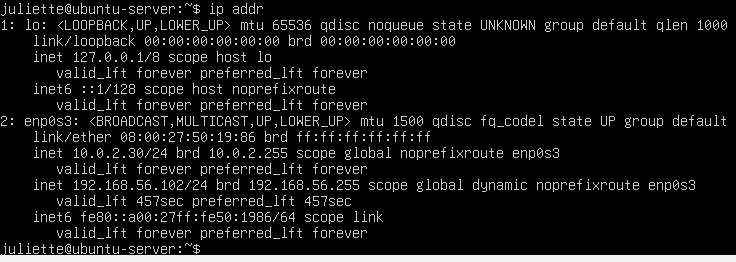 juliette@ubuntu-server:~$ ip addr
1: lo: <LOOPBACK,UP,LOWER_UP> mtu 65536 qdisc noqueue state UNKNOWN group default qlen 1000
    link/loopback 00:00:00:00:00:00 brd 00:00:00:00:00:00
    inet 127.0.0.1/8 scope host lo
       valid_lft forever preferred_lft forever
    inet6 ::1/128 scope host noprefixroute
       valid_lft forever preferred_lft forever
2: enp0s3: <BROADCAST,MULTICAST,UP,LOWER_UP> mtu 1500 qdisc fq_codel state UP group default
    link/ether 08:00:27:50:19:86 brd ff:ff:ff:ff:ff:ff
    inet 10.0.2.30/24 brd 10.0.2.255 scope global noprefixroute enp0s3
       valid_lft forever preferred_lft forever
    inet 192.168.56.102/24 brd 192.168.56.255 scope global dynamic noprefixroute enp0s3
       valid_lft 457sec preferred_lft 457sec
    inet6 fe80::a00:27ff:fe50:1986/64 scope link
       valid_lft forever preferred_lft forever
juliette@ubuntu-server:~$